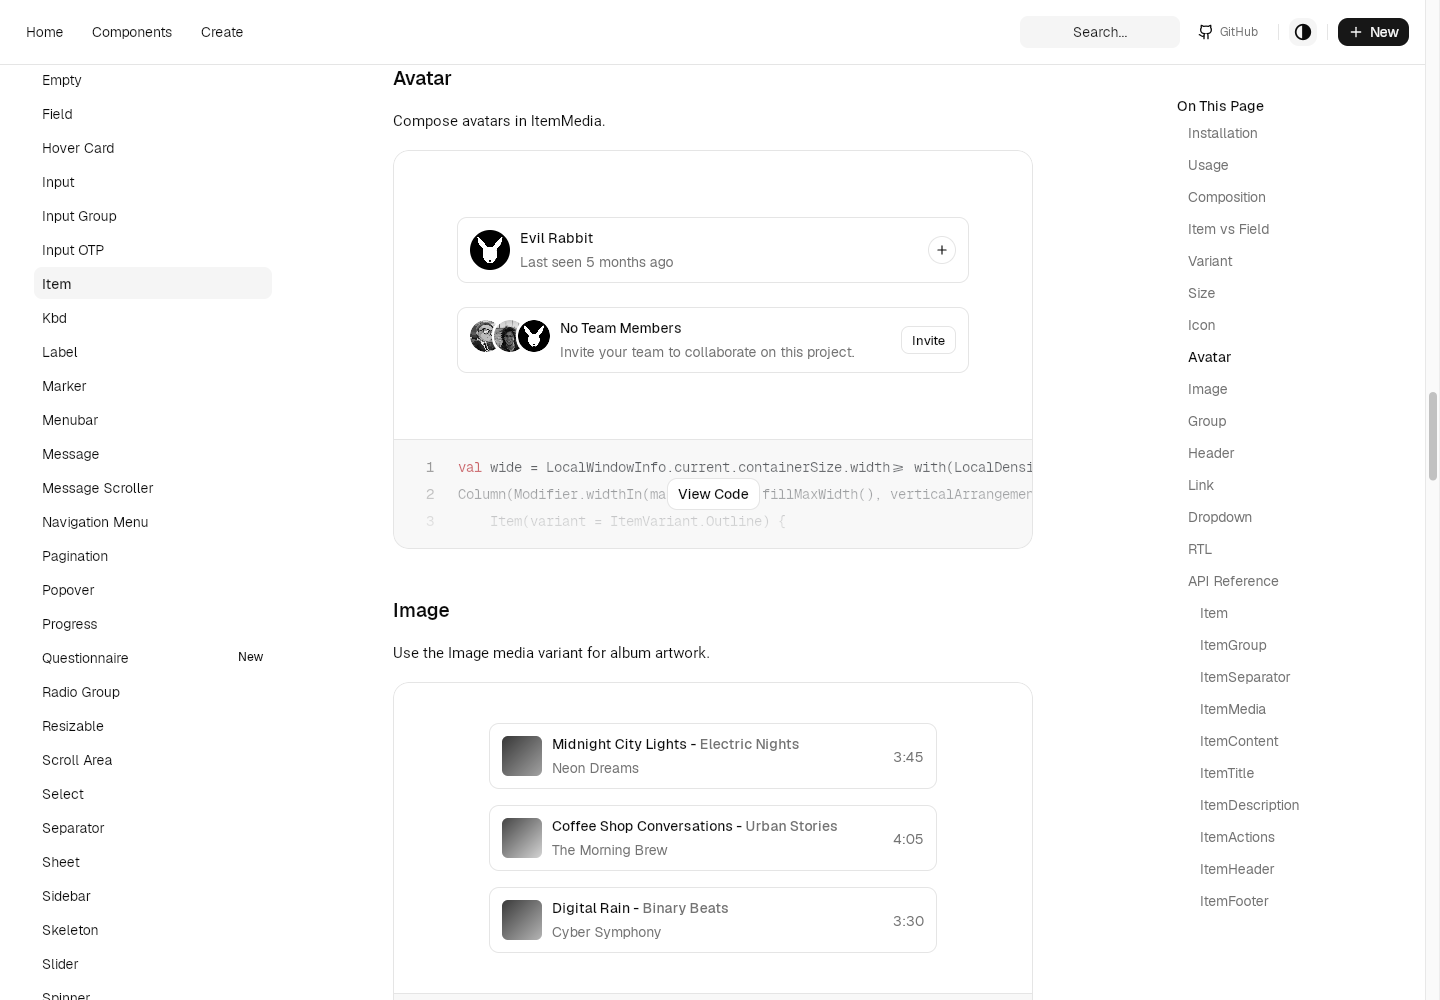 Home
Components
Create
Search...
GitHub
New
Empty
Field
Hover Card
Input
Input Group
Input OTP
Item
Kbd
Label
Marker
Menubar
Message
Message Scroller
Navigation Menu
Pagination
Popover
Progress
Questionnaire New
Radio Group
Resizable
Scroll Area
Select
Separator
Sheet
Sidebar
Skeleton
Slider
Spinner
Avatar
Compose avatars in ItemMedia.
Evil Rabbit
Last seen 5 months ago
No Team Members
Invite your team to collaborate on this project.
Invite
1 val wide = LocalWindowInfo.current.containerSize.width >= with(LocalDensi
2 Column(Modifier.widthIn(ma
View Code
fillMaxWidth(), verticalArrangemen
3 Item(variant = ItemVariant.Outline) {
Image
Use the Image media variant for album artwork.
Midnight City Lights - Electric Nights
Neon Dreams
3:45
Coffee Shop Conversations - Urban Stories
The Morning Brew
4:05
Digital Rain - Binary Beats
Cyber Symphony
3:30
On This Page
Installation
Usage
Composition
Item vs Field
Variant
Size
Icon
Avatar
Image
Group
Header
Link
Dropdown
RTL
API Reference
Item
ItemGroup
ItemSeparator
ItemMedia
ItemContent
ItemTitle
ItemDescription
ItemActions
ItemHeader
ItemFooter